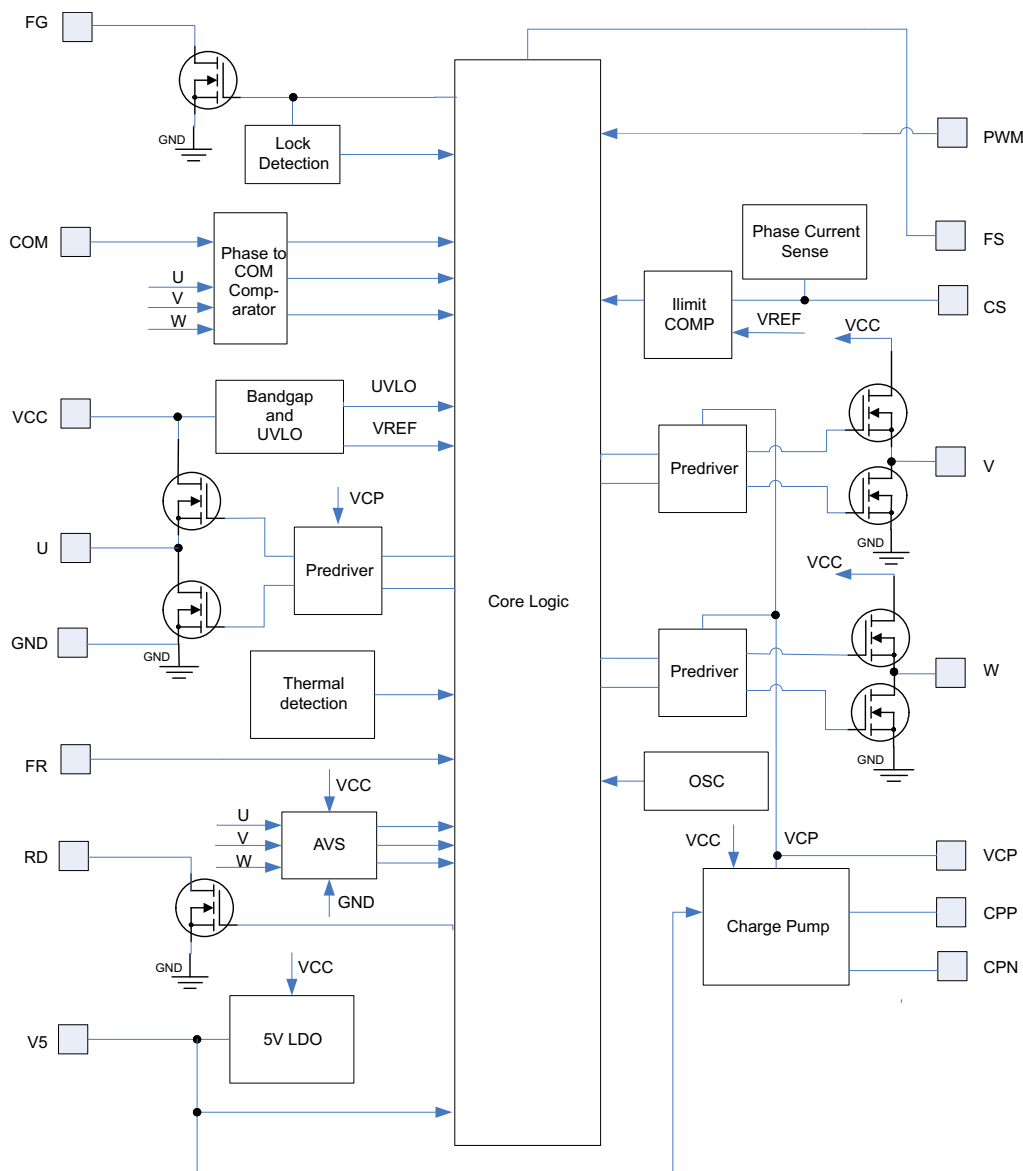 FG
GND
Lock
Detection
COM
U
V
W
Phase to
COM
Comp-
arator
VCC
Bandgap
and
UVLO
UVLO
VREF
VCP
U
Predriver
GND
GND
Thermal
detection
FR
VCC
U
V
W
AVS
GND
RD
GND
VCC
V5
5V LDO
Core Logic
PWM
Phase Current
Sense
FS
Ilimit
COMP
VREF
CS
VCC
Predriver
V
GND
VCC
Predriver
W
GND
OSC
VCC
VCP
VCP
Charge Pump
CPP
CPN